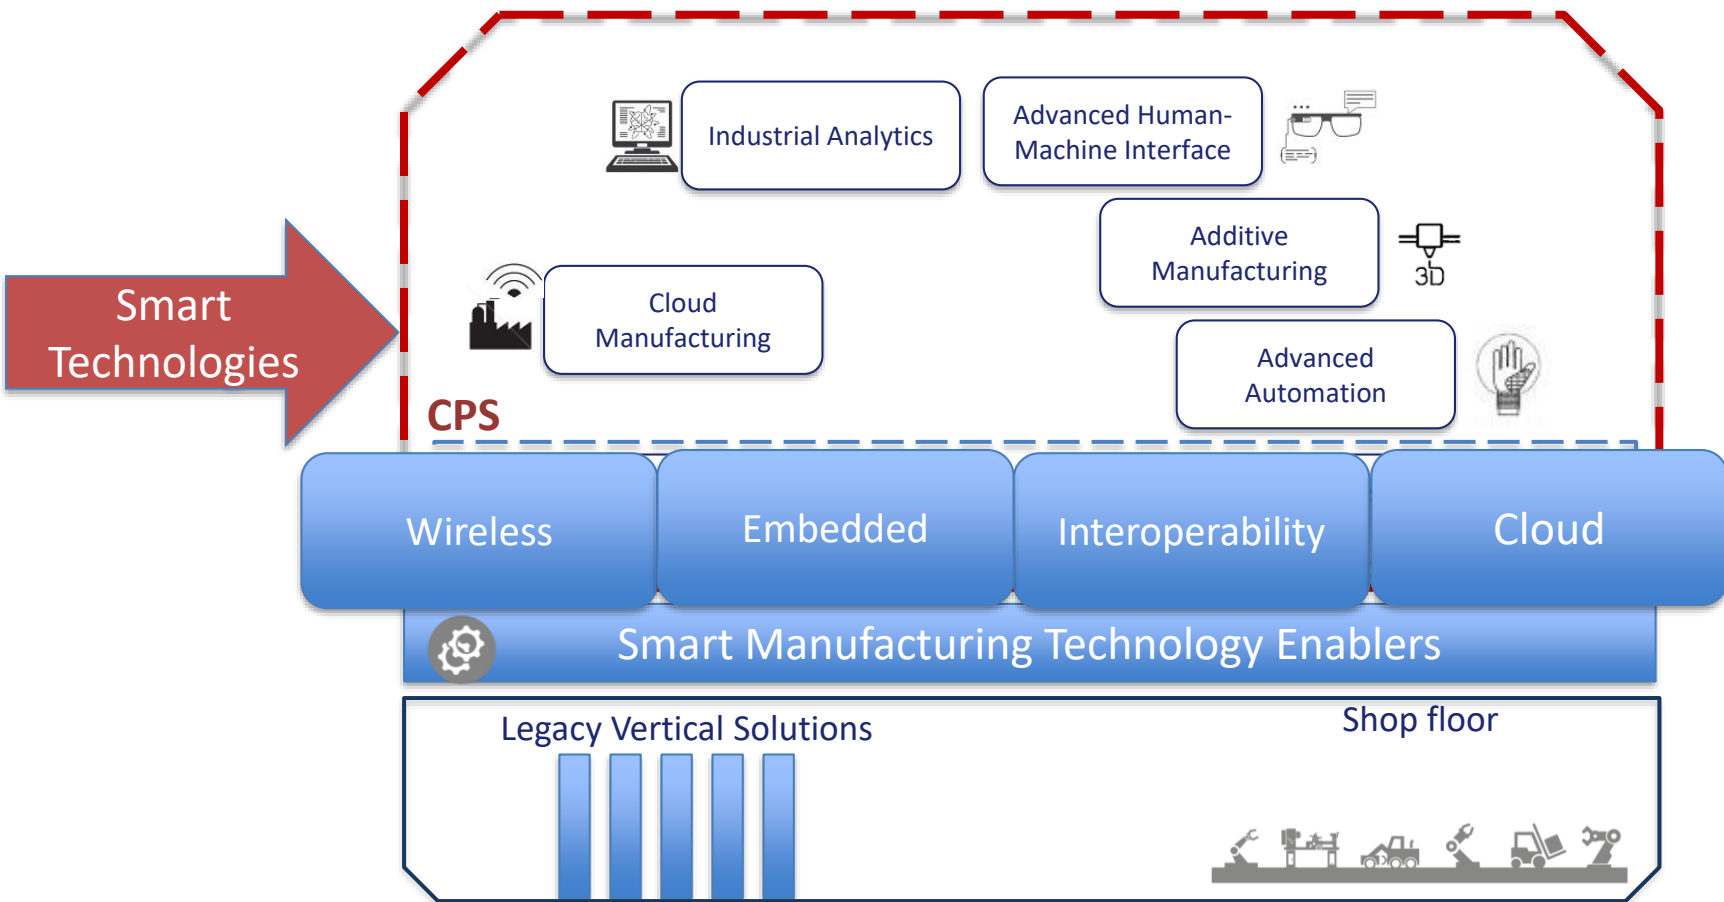 Industrial Analytics
Advanced Human-
Machine Interface
Additive
Manufacturing
3D
Smart
Technologies
Cloud
Manufacturing
Advanced
Automation
CPS
Wireless
Embedded
Interoperability
Cloud
Smart Manufacturing Technology Enablers
Legacy Vertical Solutions
Shop floor